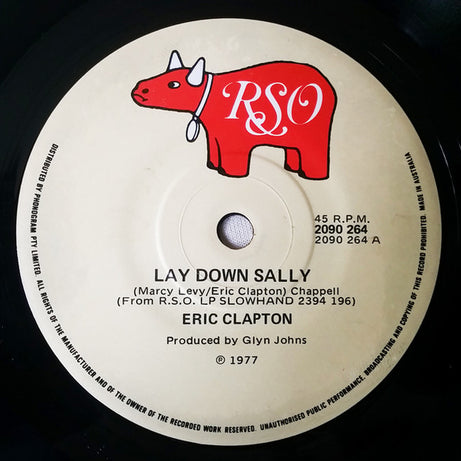 RSO
45 R.P.M.
2090 264
2090 264 A
LAY DOWN SALLY
(Marcy Levy/Eric Clapton) Chappell
(From R.S.O. LP SLOWHAND 2394 196)
ERIC CLAPTON
Produced by Glyn Johns
℗ 1977
DISTRIBUTED BY PHONOGRAM PTY LIMITED. ALL RIGHTS OF THE MANUFACTURER AND OF THE OWNER OF THE RECORDED WORK RESERVED. UNAUTHORISED PUBLIC PERFORMANCE, BROADCASTING AND COPYING OF THIS RECORD PROHIBITED. MADE IN AUSTRALIA